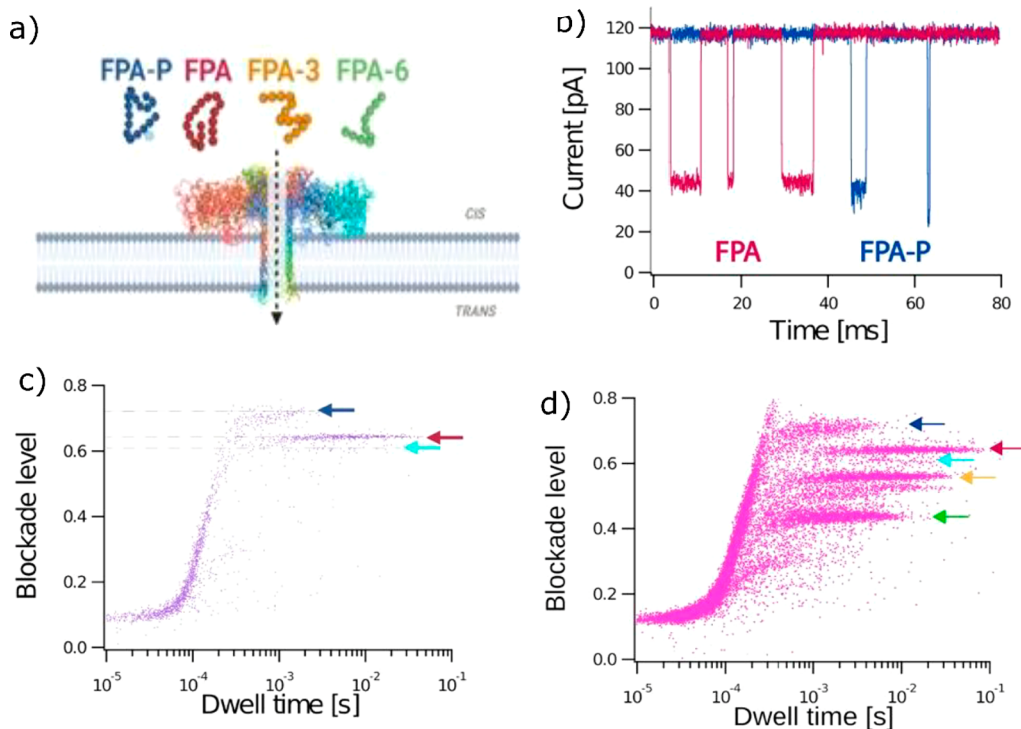 a)
FPA-P FPA FPA-3 FPA-6
CIS
TRANS
b)
Current [pA]
120
100
80
60
40
20
0
FPA FPA-P
0 20 40 60 80
Time [ms]
c)
Blockade level
0.8
0.6
0.4
0.2
0.0
10-5 10-4 10-3 10-2 10-1
Dwell time [s]
d)
Blockade level
0.8
0.6
0.4
0.2
0.0
10-5 10-4 10-3 10-2 10-1
Dwell time [s]